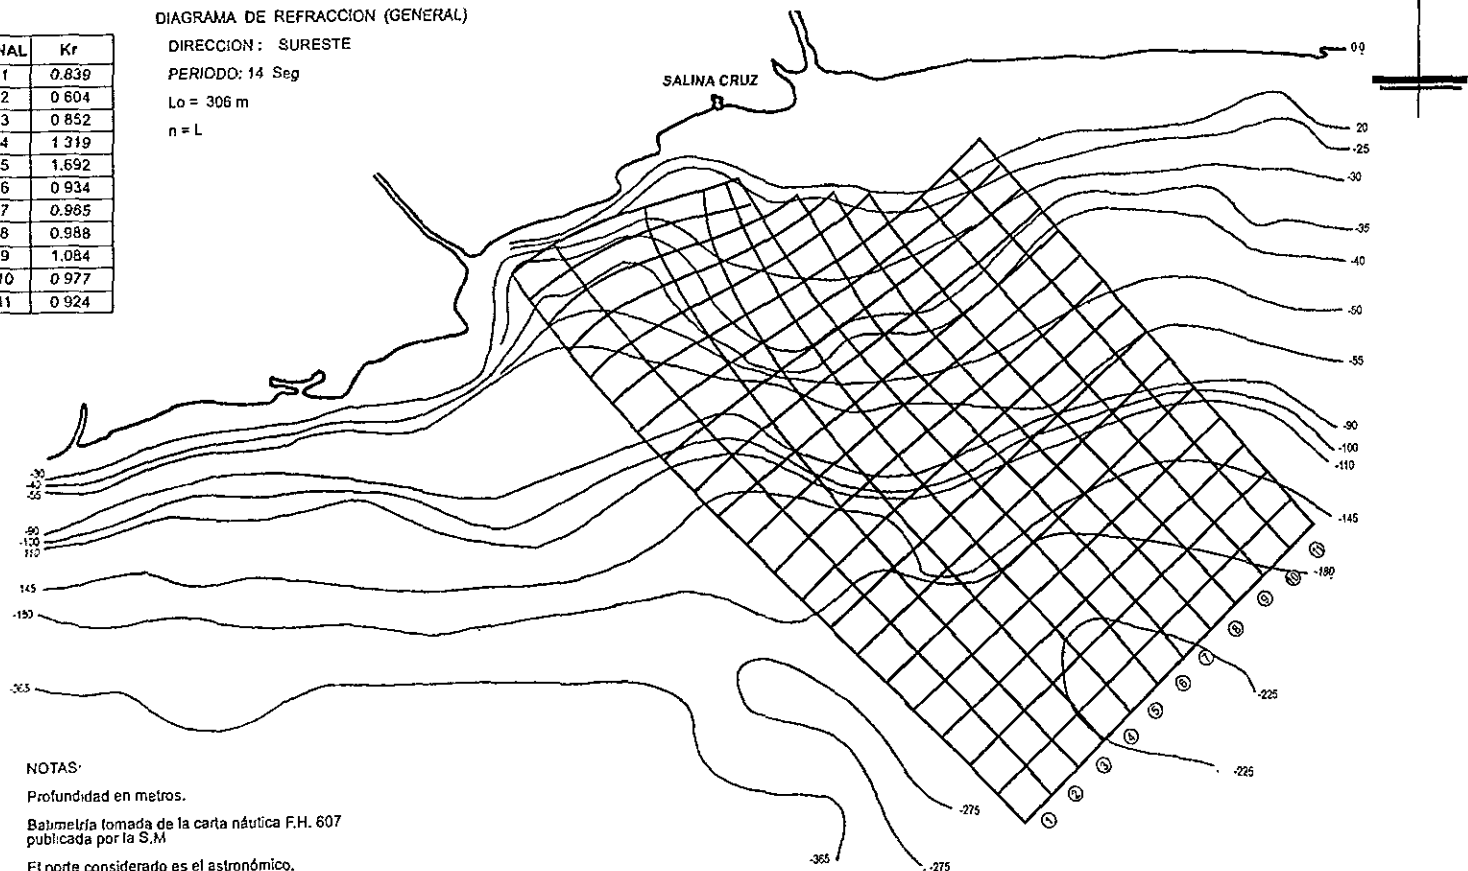 DIAGRAMA DE REFRACCION (GENERAL)
DIRECCION: SURESTE
PERIODO: 14 Seg
Lo = 306 m
n = L
NAL Kr
1 0.839
2 0 604
3 0 852
4 1 319
5 1.692
6 0 934
7 0.965
8 0.988
9 1.084
10 0 977
11 0 924
SALINA CRUZ
00
20
-25
-30
-35
-40
-50
-55
-90
-100
-110
-145
-180
-225
-225
-275
-275
-365
-30
-40
-55
-90
-100
110
145
-180
-365
1
2
3
4
5
6
7
8
9
10
11
NOTAS:
Profundidad en metros.
Batimetría tomada de la carta náutica F.H. 607
publicada por la S.M
El norte considerado es el astronómico.